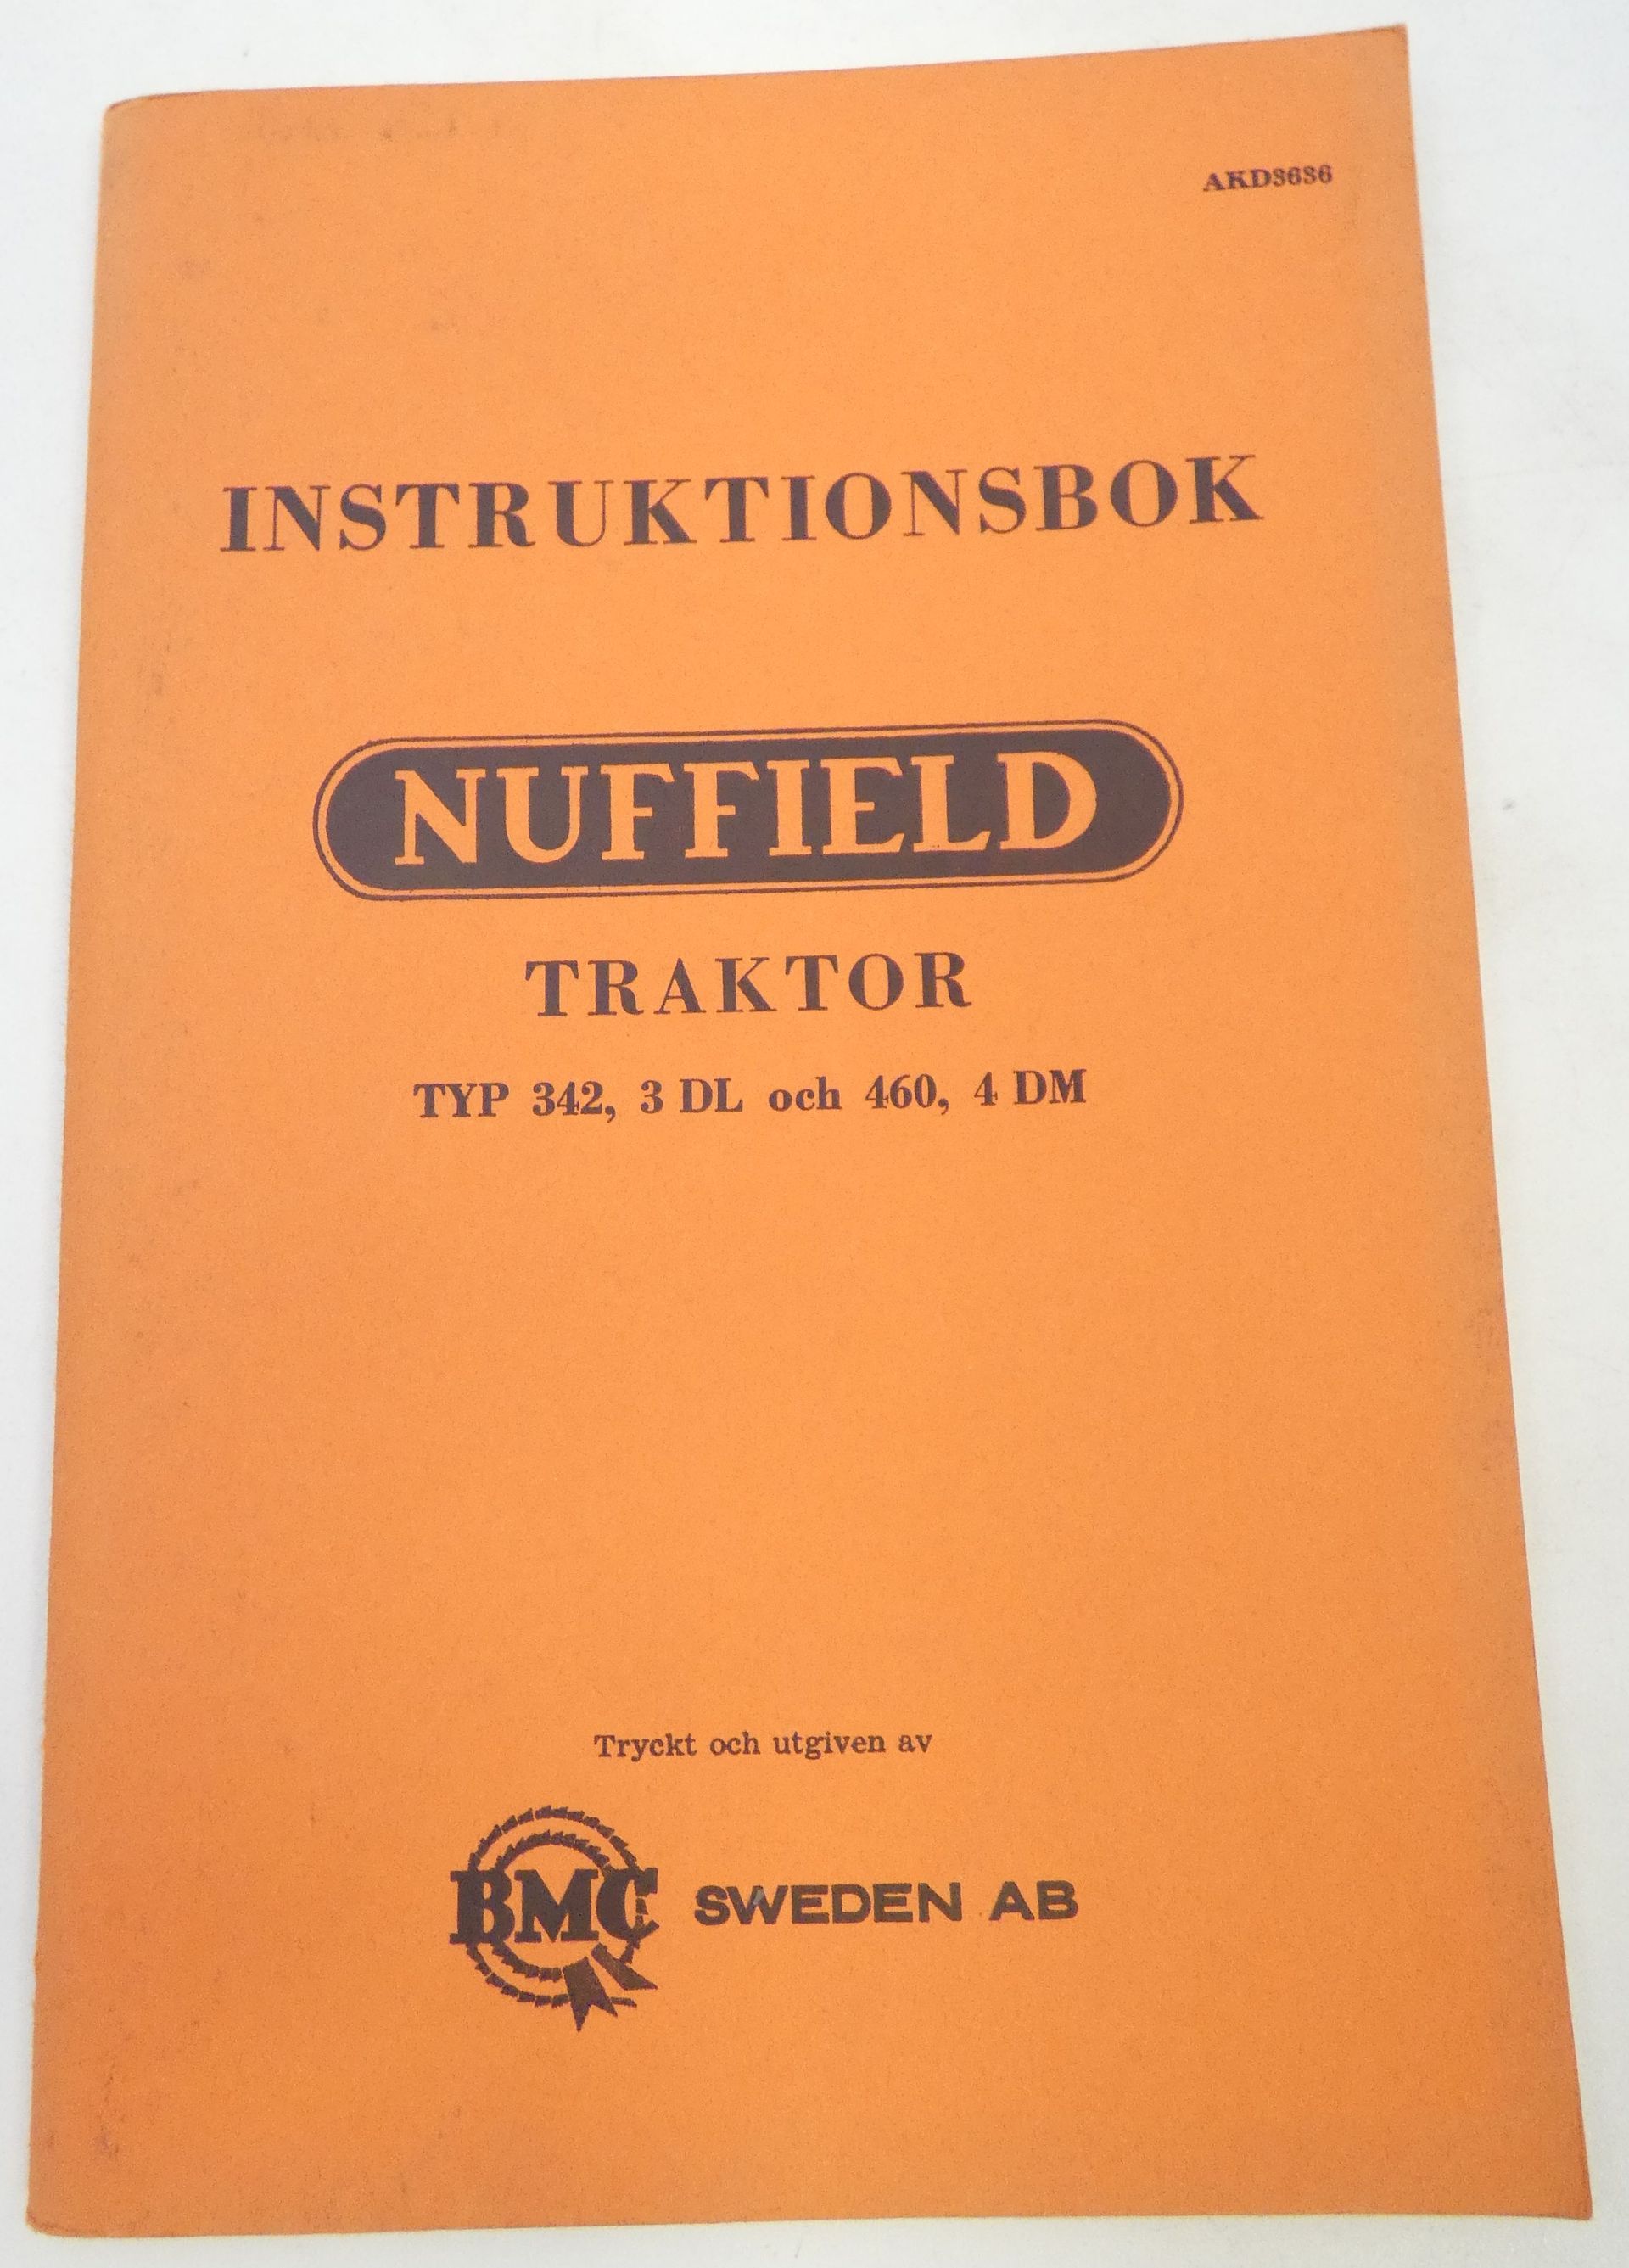 AKD3636
INSTRUKTIONSBOK
NUFFIELD
TRAKTOR
TYP 342, 3 DL och 460, 4 DM
Tryckt och utgiven av
BMC SWEDEN AB